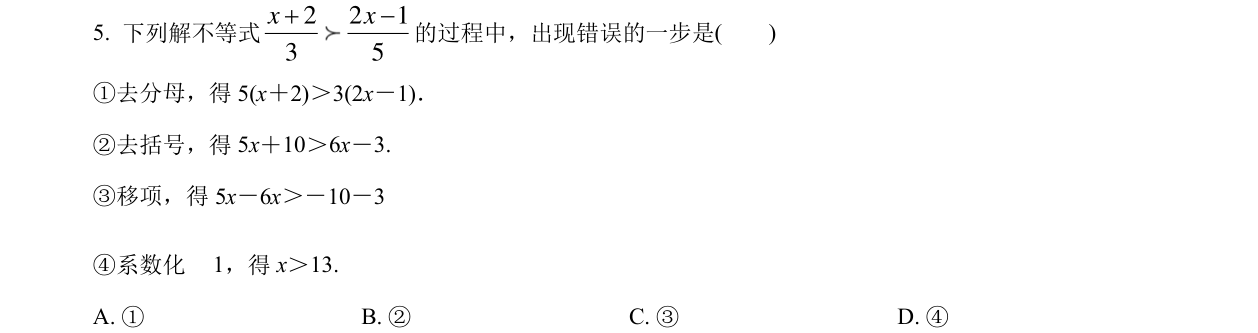 5. 下列解不等式\frac{x+2}{3}≻\frac{2x-1}{5}的过程中，出现错误的一步是(  )
①去分母，得 5(x＋2)＞3(2x－1)．
②去括号，得 5x＋10＞6x－3.
③移项，得 5x－6x＞－10－3
④系数化 1，得 x＞13.
A. ① B. ② C. ③ D. ④